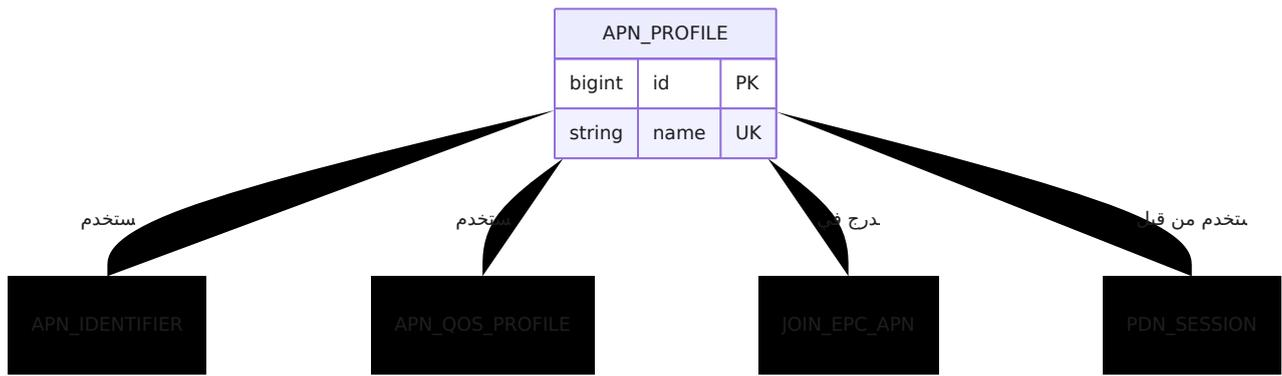 APN_PROFILE
bigint id PK
string name UK
ستخدم
ستخدم
درج في
ستخدم من قبل
APN_IDENTIFIER
APN_QOS_PROFILE
JOIN_EPC_APN
PDN_SESSION